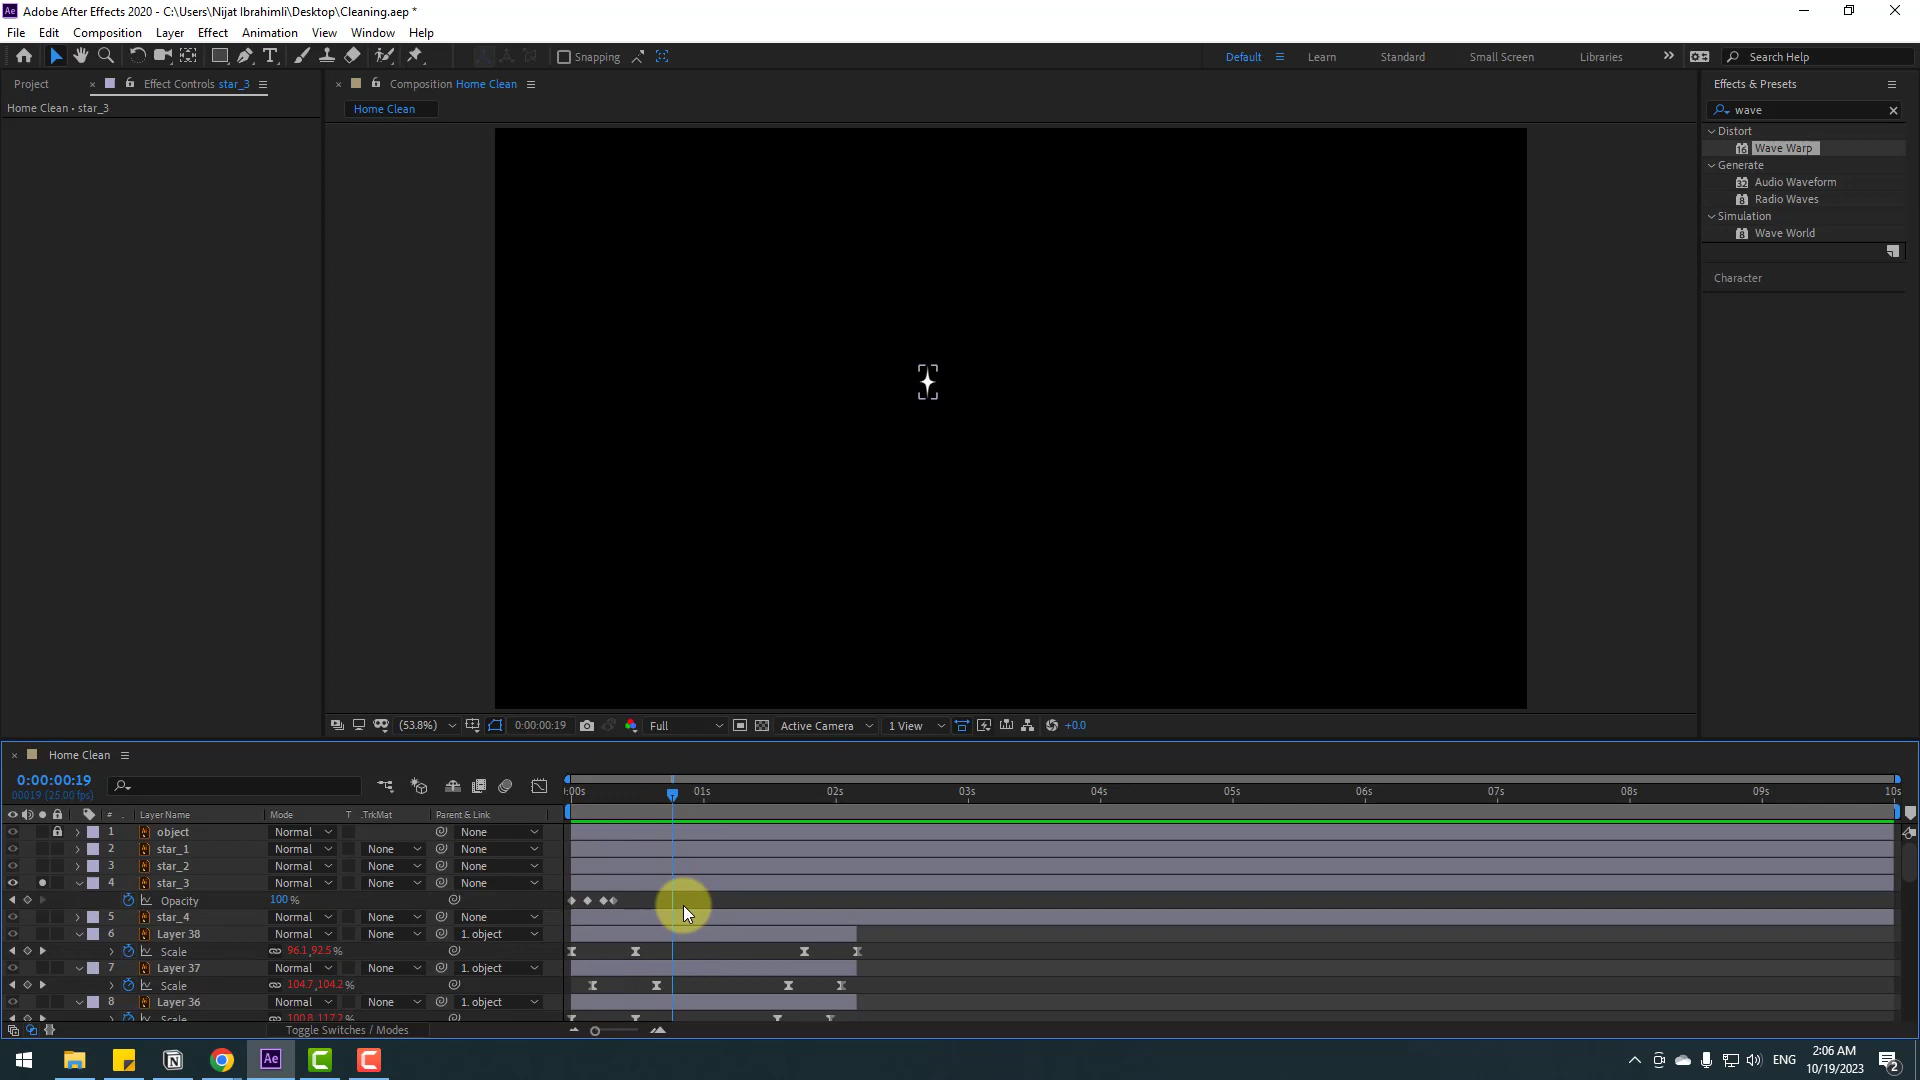 Adobe After Effects 2020 - C:\Users\Nijat Ibrahimli\Desktop\Cleaning.aep *
File Edit Composition Layer Effect Animation View Window Help
Snapping Default Learn Standard Small Screen Libraries Search Help
Project Effect Controls star_3 Composition Home Clean Effects & Presets
Home Clean • star_3 Home Clean wave
Distort
Wave Warp
Generate
Audio Waveform
Radio Waves
Simulation
Wave World
Character
(53.8%) 0:00:00:19 Full Active Camera 1 View +0.0
Home Clean
0:00:00:19
00019 (25.00 fps)
:00s 01s 02s 03s 04s 05s 06s 07s 08s 09s 10s
# Layer Name Mode T .TrkMat Parent & Link
1 object Normal None
2 star_1 Normal None None
3 star_2 Normal None None
4 star_3 Normal None None
Opacity 100 %
5 star_4 Normal None None
6 Layer 38 Normal None 1. object
Scale 96.1,92.5 %
7 Layer 37 Normal None 1. object
Scale 104.7,104.2 %
8 Layer 36 Normal None 1. object
Scale 100.8,117.2 %
Toggle Switches / Modes
ENG 2:06 AM
10/19/2023 2